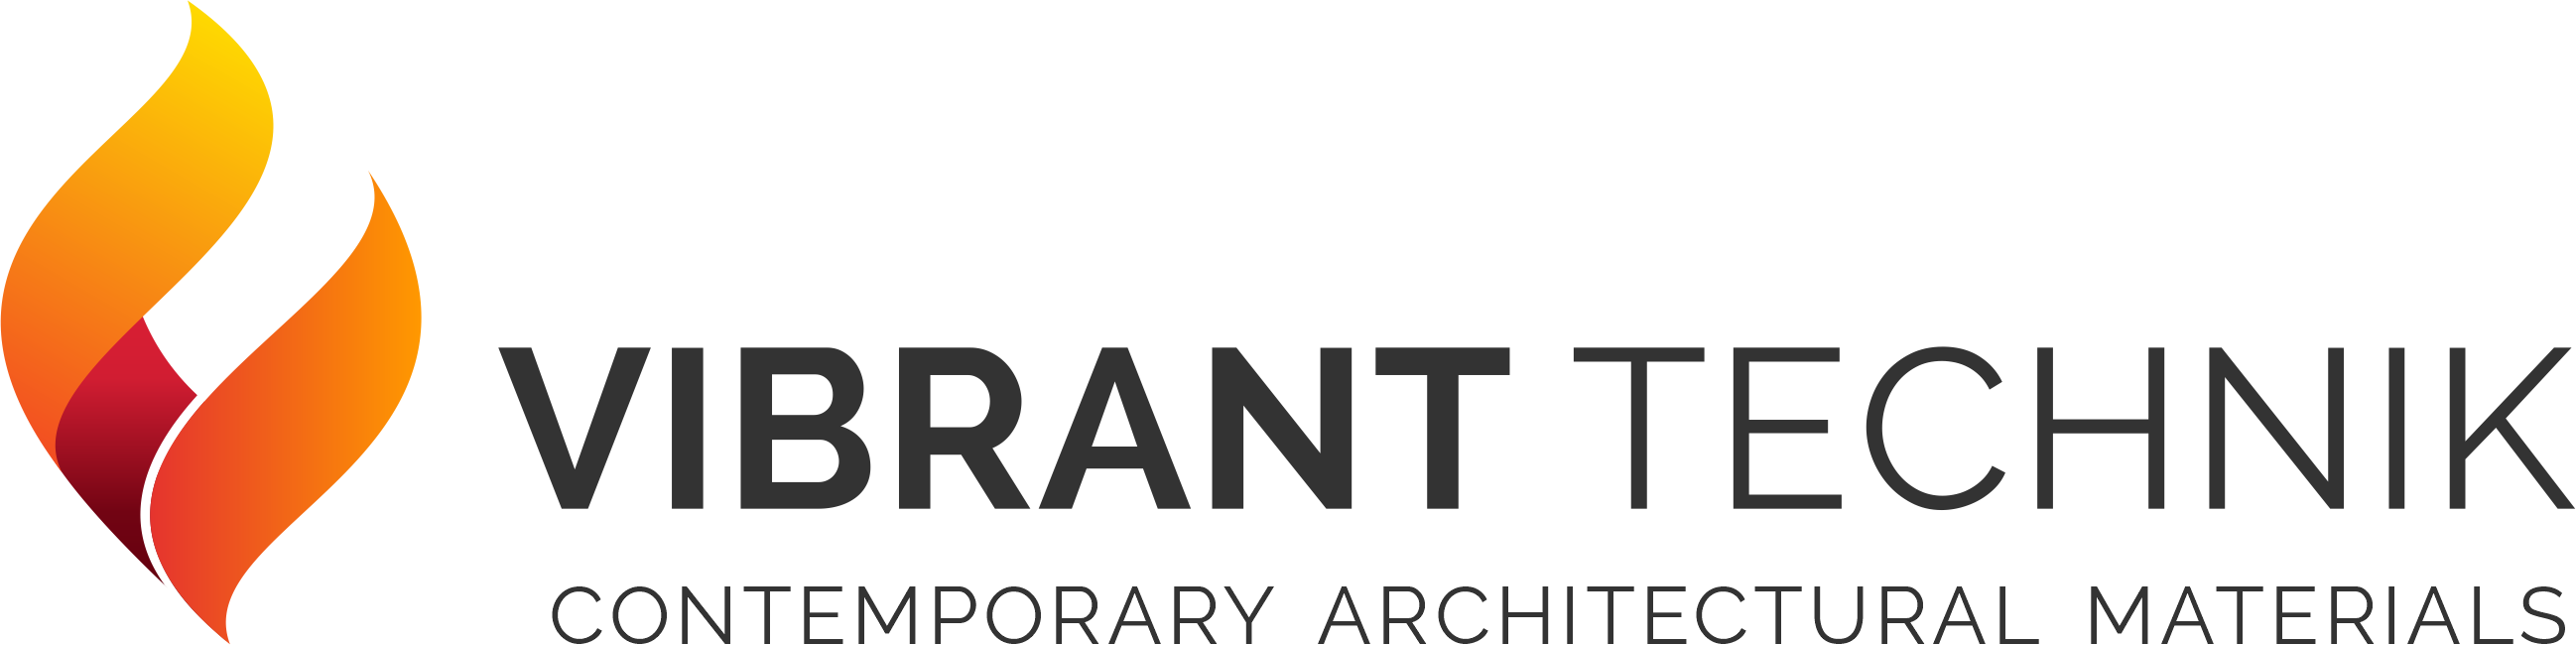 VIBRANT TECHNIK
CONTEMPORARY ARCHITECTURAL MATERIALS